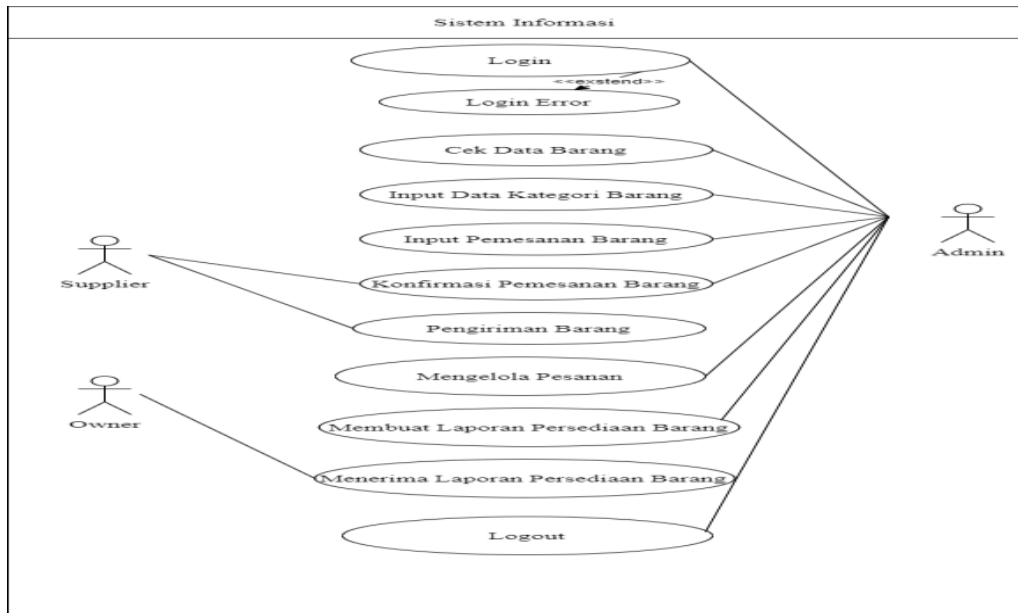 Sistem Informasi
Login
<<exstend>>
Login Error
Cek Data Barang
Input Data Kategori Barang
Input Pemesanan Barang
Konfirmasi Pemesanan Barang
Pengiriman Barang
Mengelola Pesanan
Membuat Laporan Persediaan Barang
Menerima Laporan Persediaan Barang
Logout
Supplier
Owner
Admin